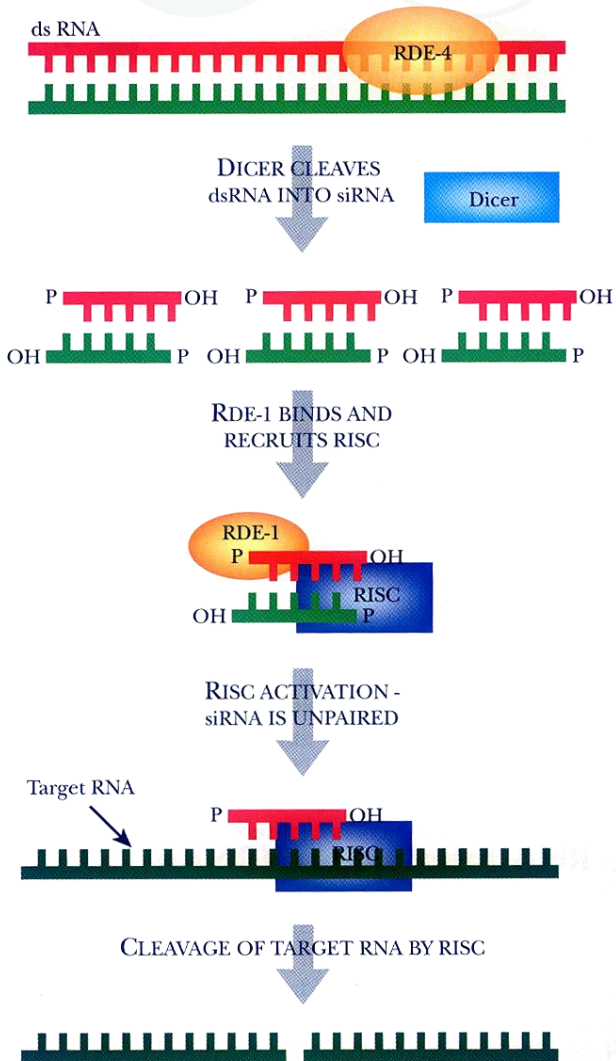 ds RNA
RDE-4
DICER CLEAVES
dsRNA INTO siRNA
Dicer
P OH P OH P OH
OH P OH P OH P
RDE-1 BINDS AND
RECRUITS RISC
RDE-1
P OH
RISC
OH P
RISC ACTIVATION -
siRNA IS UNPAIRED
Target RNA
P OH
RISC
CLEAVAGE OF TARGET RNA BY RISC